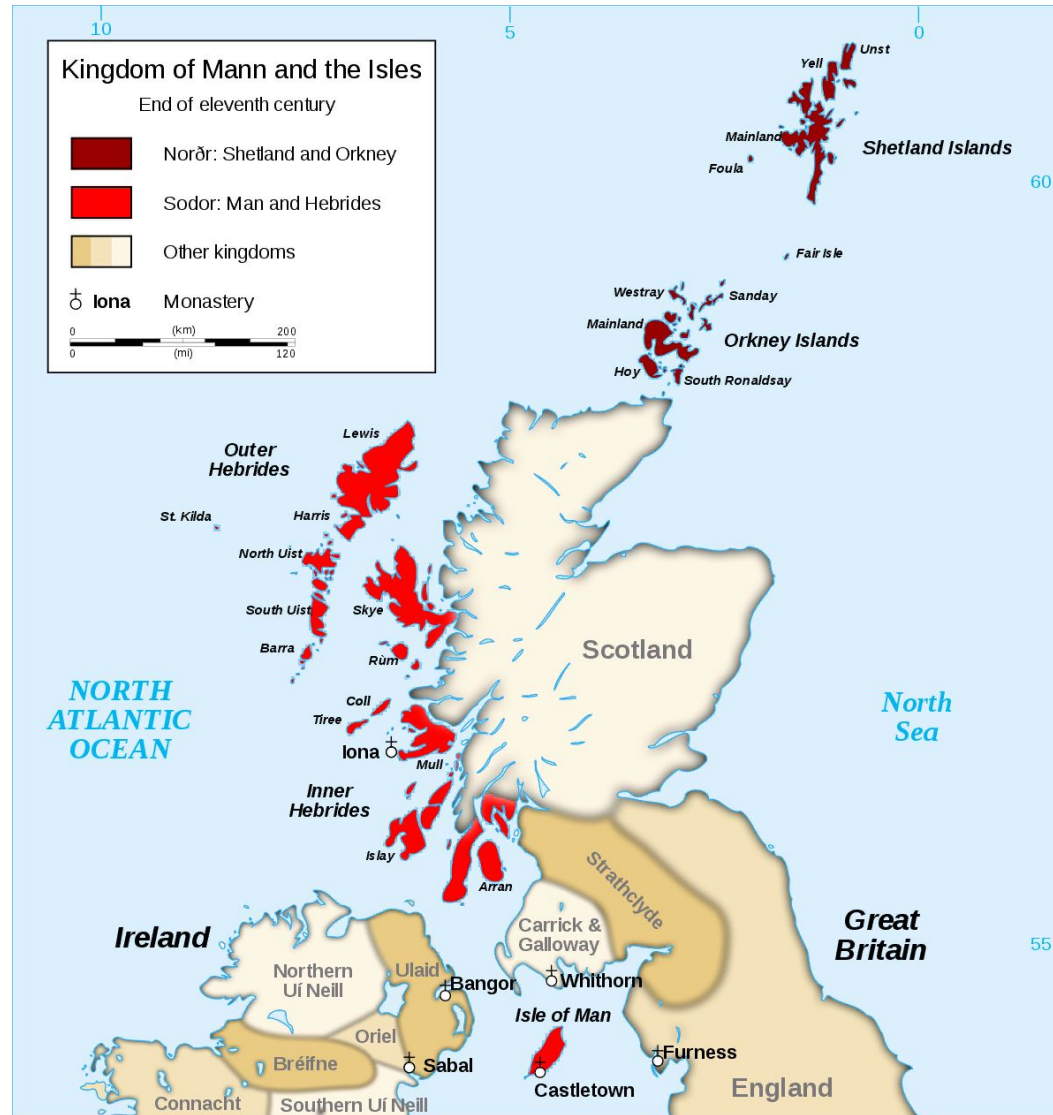 10
5
0
Kingdom of Mann and the Isles
End of eleventh century
Norðr: Shetland and Orkney
Sodor: Man and Hebrides
Other kingdoms
Iona
Monastery
0 (km) 200
0 (mi) 120
Unst
Yell
Mainland
Shetland Islands
Foula
60
Fair Isle
Westray
Sanday
Mainland
Orkney Islands
Hoy
South Ronaldsay
Lewis
Outer
Hebrides
St. Kilda
Harris
North Uist
South Uist
Skye
Barra
Rùm
Scotland
NORTH
ATLANTIC
OCEAN
North
Sea
Coll
Tiree
Iona
Mull
Inner
Hebrides
Islay
Arran
Strathclyde
Carrick &
Galloway
Great
Britain
55
Ireland
Northern
Uí Neill
Ulaid
Bangor
Whithorn
Isle of Man
Oriel
Bréifne
Sabal
Furness
Castletown
England
Connacht
Southern Uí Neill